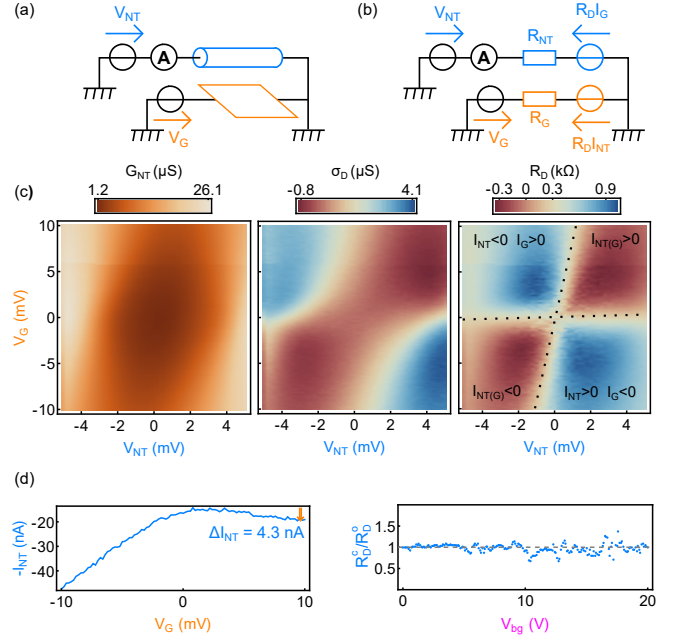 (a)
V_NT
A
V_G
(b)
V_NT
R_DI_G
A
R_NT
V_G
R_G
R_DI_NT
(c)
G_NT (μS)
1.2 26.1
σ_D (μS)
-0.8 4.1
R_D (kΩ)
-0.3 0 0.3 0.9
V_G (mV)
10
5
0
-5
-10
-4 -2 0 2 4
V_NT (mV)
-4 -2 0 2 4
V_NT (mV)
I_NT<0 I_G>0
I_NT(G)>0
I_NT(G)<0
I_NT>0 I_G<0
-4 -2 0 2 4
V_NT (mV)
(d)
-I_NT (nA)
-20
-30
-40
ΔI_NT = 4.3 nA
-10 0 10
V_G (mV)
R_D^c/R_D^o
1.5
1
0.5
0 10 20
V_bg (V)